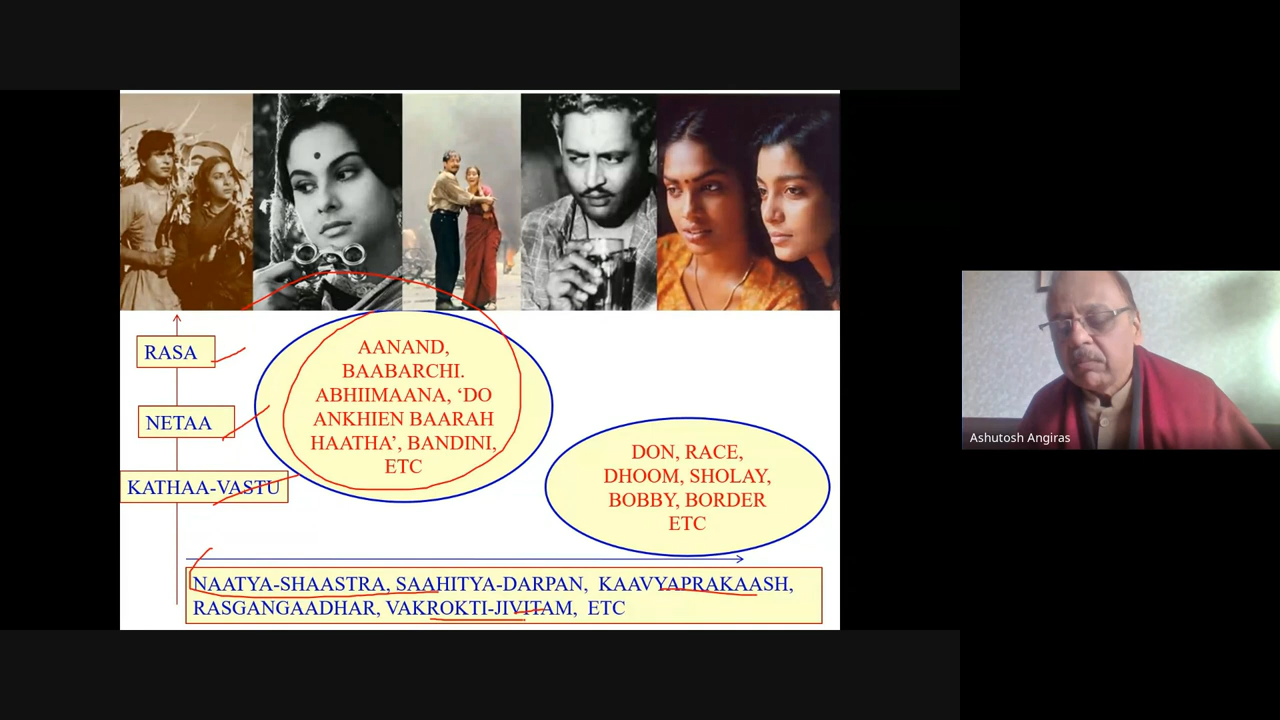 RASA
NETAA
KATHAA-VASTU
AANAND,
BAABARCHI.
ABHIIMAANA, ‘DO
ANKHIEN BAARAH
HAATHA’, BANDINI,
ETC
DON, RACE,
DHOOM, SHOLAY,
BOBBY, BORDER
ETC
NAATYA-SHAASTRA, SAAHITYA-DARPAN, KAAVYAPRAKAASH,
RASGANGAADHAR, VAKROKTI-JIVITAM, ETC
Ashutosh Angiras